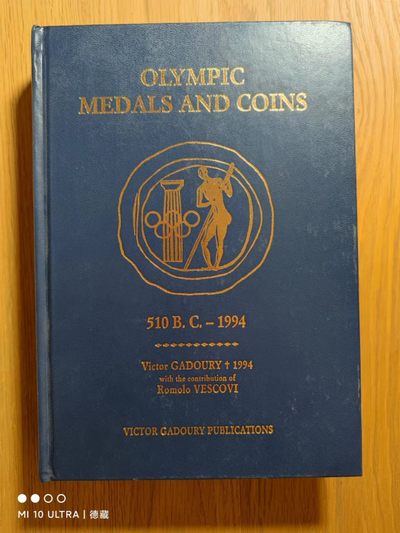 OLYMPIC
MEDALS AND COINS
510 B. C. – 1994
Victor GADOURY † 1994
with the contribution of
Romolo VESCOVI
VICTOR GADOURY PUBLICATIONS
MI 10 ULTRA | 德藏